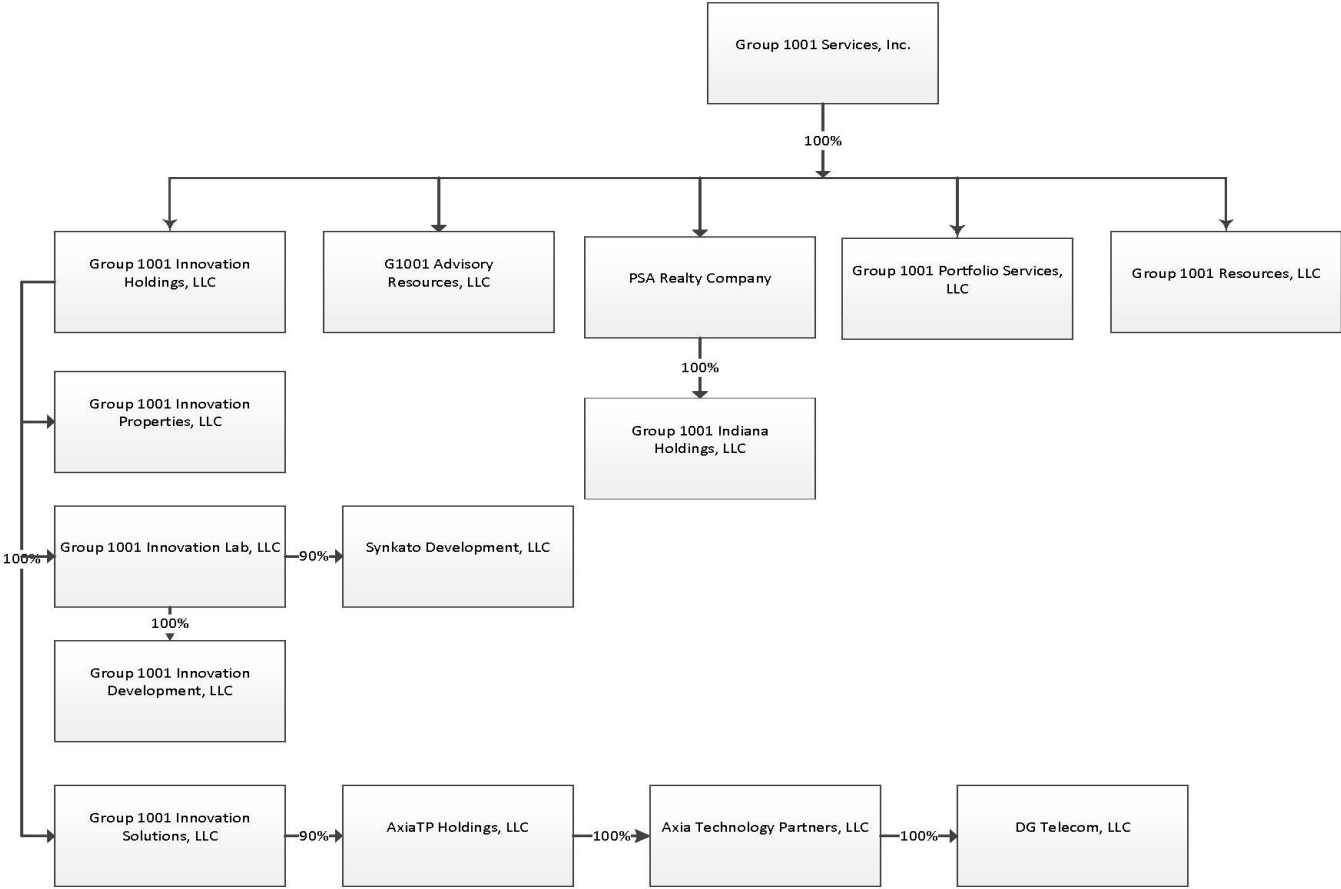 Group 1001 Services, Inc.
100%
Group 1001 Innovation
Holdings, LLC
G1001 Advisory
Resources, LLC
PSA Realty Company
Group 1001 Portfolio Services,
LLC
Group 1001 Resources, LLC
100%
Group 1001 Innovation
Properties, LLC
Group 1001 Indiana
Holdings, LLC
100%
Group 1001 Innovation Lab, LLC
90%
Synkato Development, LLC
100%
Group 1001 Innovation
Development, LLC
Group 1001 Innovation
Solutions, LLC
90%
AxiaTP Holdings, LLC
100%
Axia Technology Partners, LLC
100%
DG Telecom, LLC